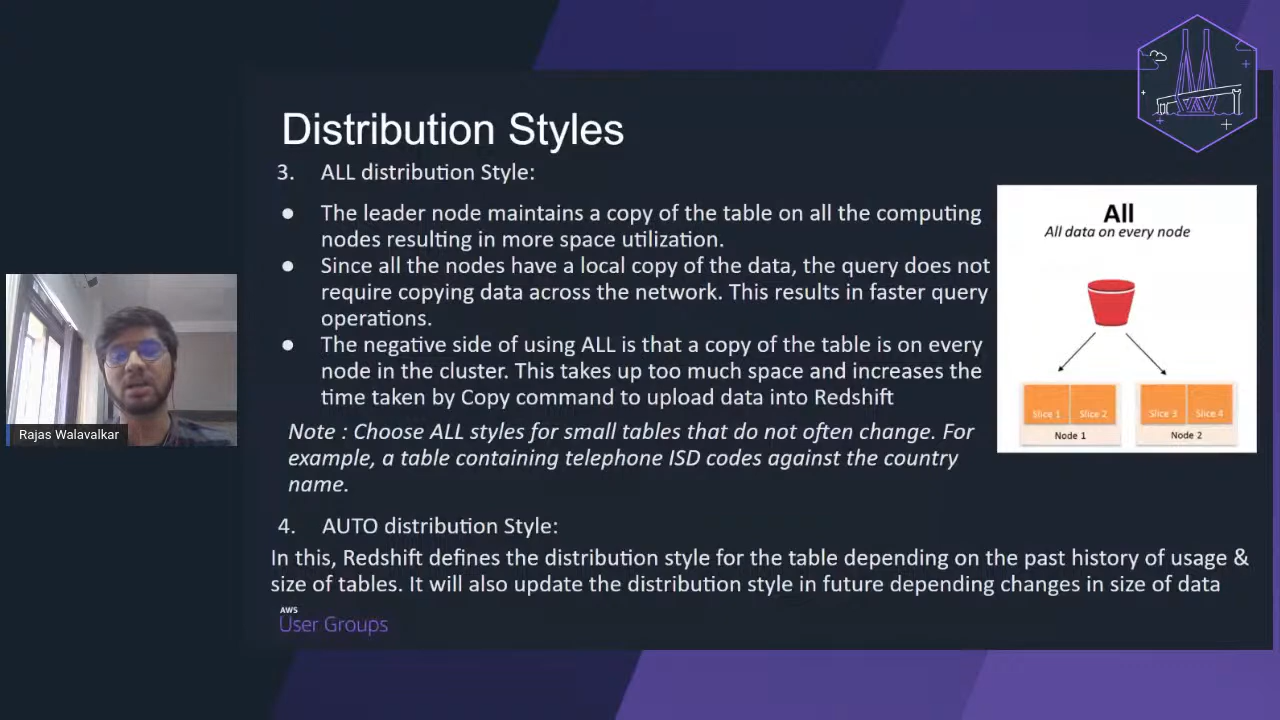 Distribution Styles
3. ALL distribution Style:
● The leader node maintains a copy of the table on all the computing
nodes resulting in more space utilization.
● Since all the nodes have a local copy of the data, the query does not
require copying data across the network. This results in faster query
operations.
● The negative side of using ALL is that a copy of the table is on every
node in the cluster. This takes up too much space and increases the
time taken by Copy command to upload data into Redshift
Note : Choose ALL styles for small tables that do not often change. For
example, a table containing telephone ISD codes against the country
name.
4. AUTO distribution Style:
In this, Redshift defines the distribution style for the table depending on the past history of usage &
size of tables. It will also update the distribution style in future depending changes in size of data
All
All data on every node
Slice 1 Slice 2 Slice 3 Slice 4
Node 1 Node 2
Rajas Walavalkar
AWS
User Groups